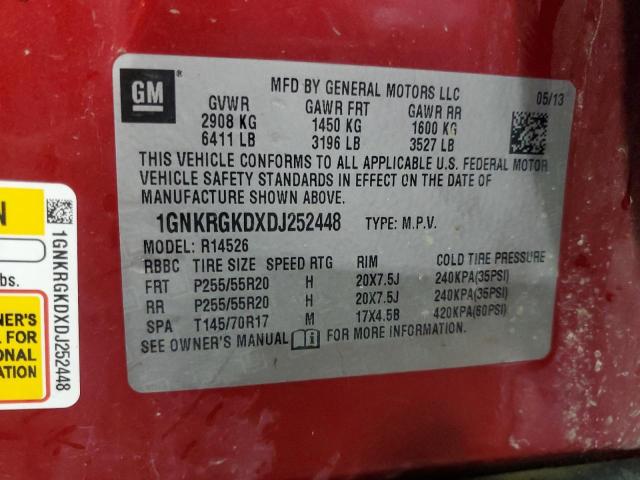 GM
®
MFD BY GENERAL MOTORS LLC
05/13
GVWR GAWR FRT GAWR RR
2908 KG 1450 KG 1600 KG
6411 LB 3196 LB 3527 LB
THIS VEHICLE CONFORMS TO ALL APPLICABLE U.S. FEDERAL MOTOR
VEHICLE SAFETY STANDARDS IN EFFECT ON THE DATE OF
MANUFACTURE SHOWN ABOVE.
1GNKRGKDXDJ252448 TYPE: M.P.V.
MODEL: R14526
RBBC TIRE SIZE SPEED RTG RIM COLD TIRE PRESSURE
FRT P255/55R20 H 20X7.5J 240KPA(35PSI)
RR P255/55R20 H 20X7.5J 240KPA(35PSI)
SPA T145/70R17 M 17X4.5B 420KPA(60PSI)
SEE OWNER'S MANUAL i FOR MORE INFORMATION.
N
lbs.
NER'S
L FOR
ONAL
ON
1GNKRGKDXDJ252448